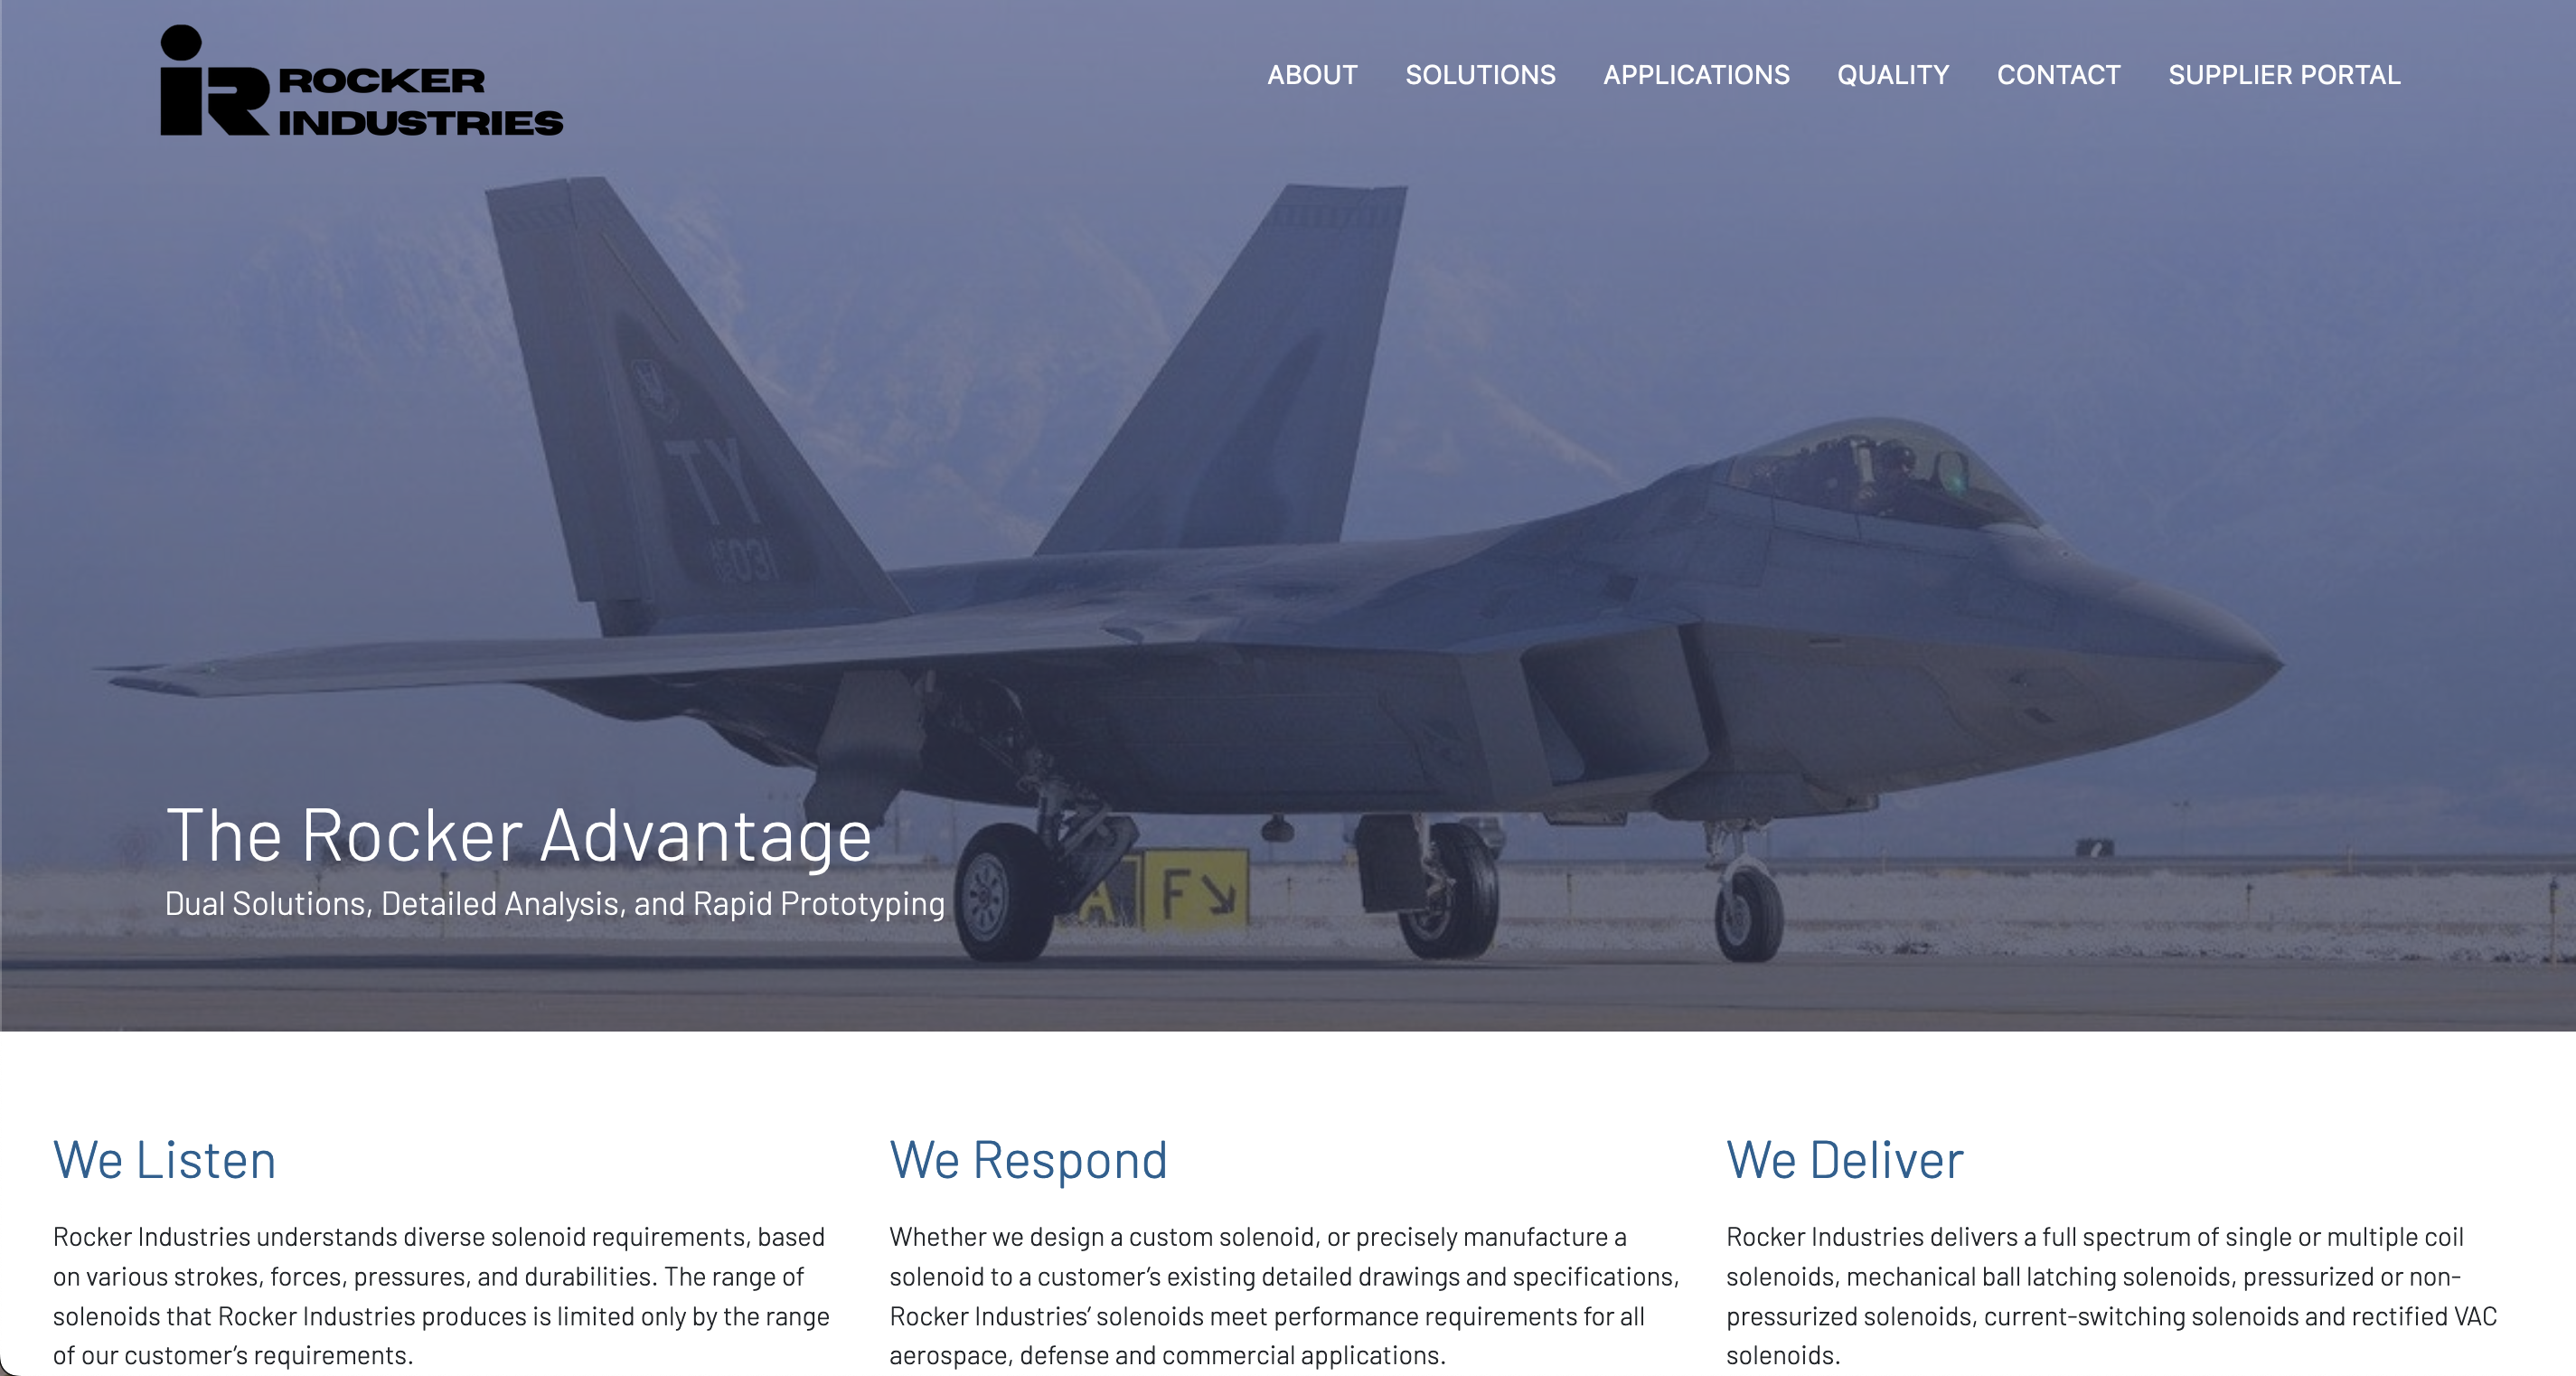 ROCKER
INDUSTRIES
ABOUT SOLUTIONS APPLICATIONS QUALITY CONTACT SUPPLIER PORTAL
TY
AF
031
The Rocker Advantage
Dual Solutions, Detailed Analysis, and Rapid Prototyping
A F↘
We Listen
Rocker Industries understands diverse solenoid requirements, based
on various strokes, forces, pressures, and durabilities. The range of
solenoids that Rocker Industries produces is limited only by the range
of our customer’s requirements.
We Respond
Whether we design a custom solenoid, or precisely manufacture a
solenoid to a customer’s existing detailed drawings and specifications,
Rocker Industries’ solenoids meet performance requirements for all
aerospace, defense and commercial applications.
We Deliver
Rocker Industries delivers a full spectrum of single or multiple coil
solenoids, mechanical ball latching solenoids, pressurized or non-
pressurized solenoids, current-switching solenoids and rectified VAC
solenoids.